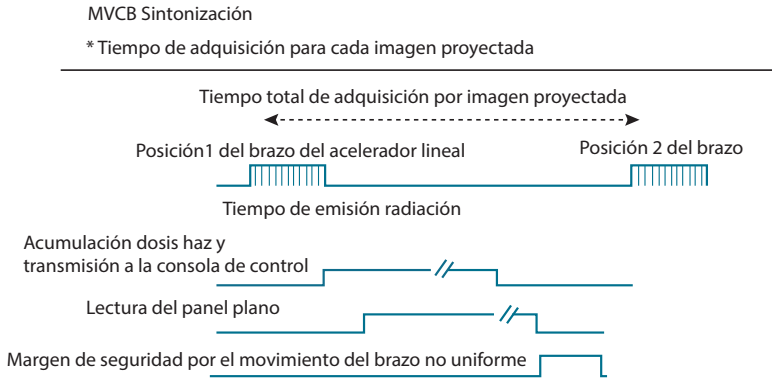 MVCB Sintonización
* Tiempo de adquisición para cada imagen proyectada
Tiempo total de adquisición por imagen proyectada
Posición1 del brazo del acelerador lineal
Posición 2 del brazo
Tiempo de emisión radiación
Acumulación dosis haz y
transmisión a la consola de control
Lectura del panel plano
Margen de seguridad por el movimiento del brazo no uniforme